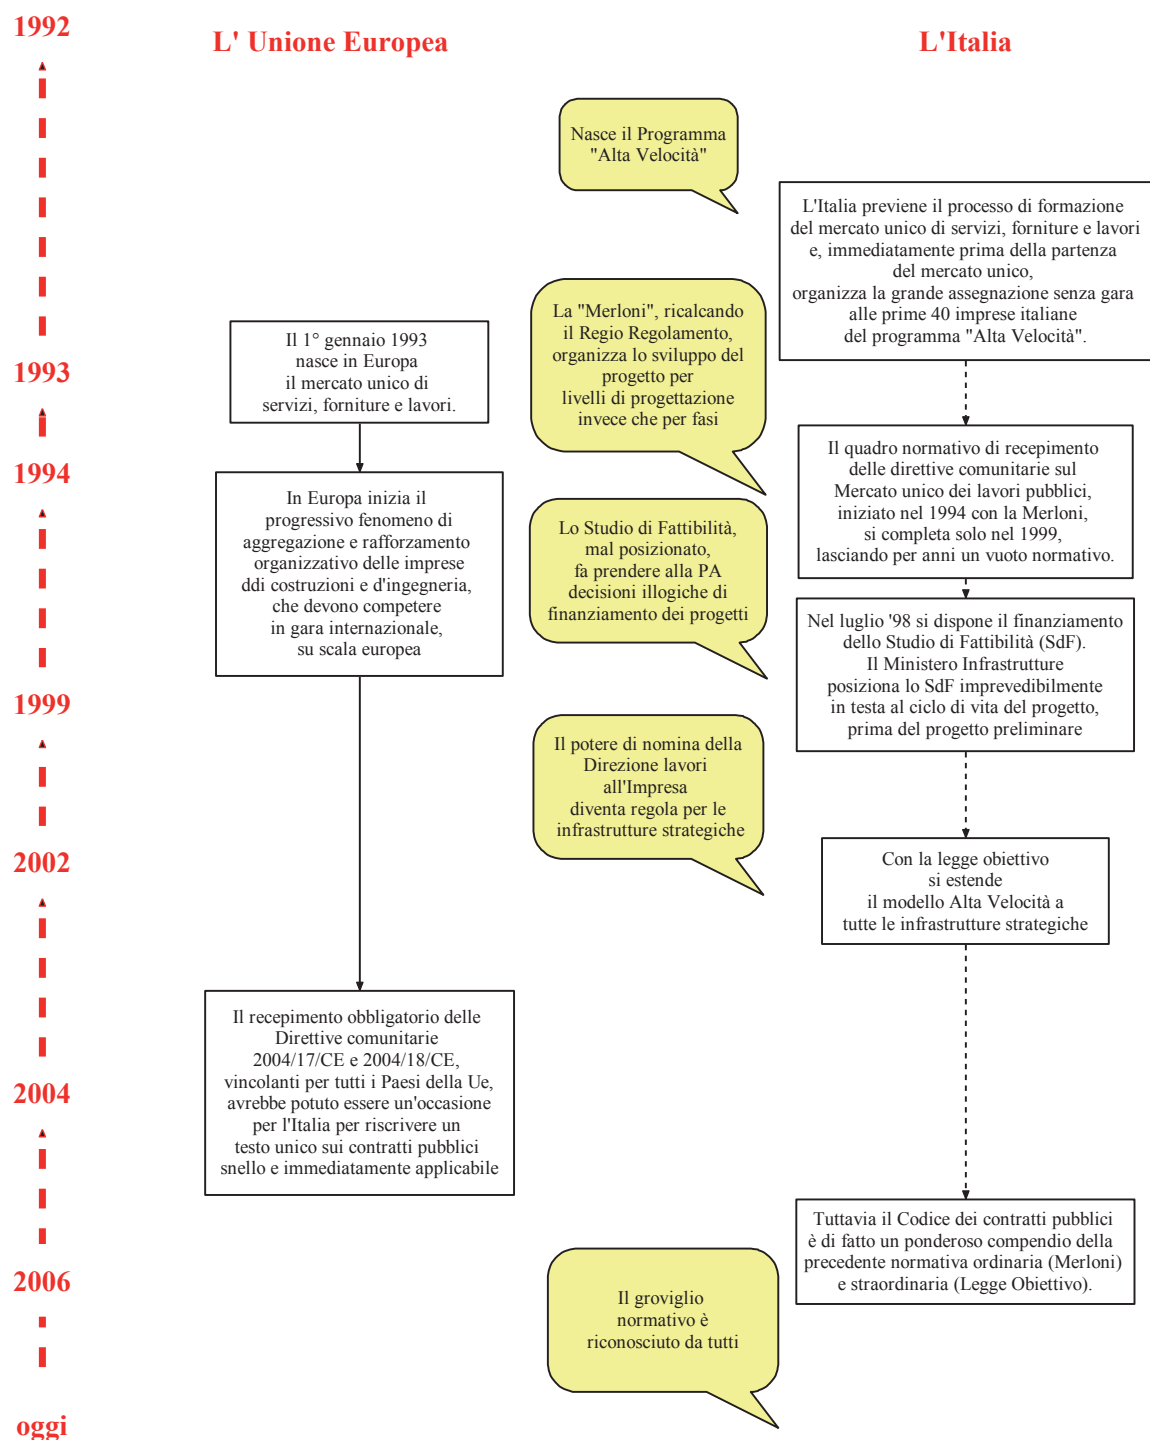 1992
L' Unione Europea
L'Italia
Nasce il Programma
"Alta Velocità"
L'Italia previene il processo di formazione
del mercato unico di servizi, forniture e lavori
e, immediatamente prima della partenza
del mercato unico,
organizza la grande assegnazione senza gara
alle prime 40 imprese italiane
del programma "Alta Velocità".
La "Merloni", ricalcando
il Regio Regolamento,
organizza lo sviluppo del
progetto per
livelli di progettazione
invece che per fasi
Il 1° gennaio 1993
nasce in Europa
il mercato unico di
servizi, forniture e lavori.
1993
Il quadro normativo di recepimento
delle direttive comunitarie sul
Mercato unico dei lavori pubblici,
iniziato nel 1994 con la Merloni,
si completa solo nel 1999,
lasciando per anni un vuoto normativo.
1994
In Europa inizia il
progressivo fenomeno di
aggregazione e rafforzamento
organizzativo delle imprese
ddi costruzioni e d'ingegneria,
che devono competere
in gara internazionale,
su scala europea
Lo Studio di Fattibilità,
mal posizionato,
fa prendere alla PA
decisioni illogiche di
finanziamento dei progetti
Nel luglio '98 si dispone il finanziamento
dello Studio di Fattibilità (SdF).
Il Ministero Infrastrutture
posiziona lo SdF imprevedibilmente
in testa al ciclo di vita del progetto,
prima del progetto preliminare
1999
Il potere di nomina della
Direzione lavori
all'Impresa
diventa regola per le
infrastrutture strategiche
2002
Con la legge obiettivo
si estende
il modello Alta Velocità a
tutte le infrastrutture strategiche
Il recepimento obbligatorio delle
Direttive comunitarie
2004/17/CE e 2004/18/CE,
vincolanti per tutti i Paesi della Ue,
avrebbe potuto essere un'occasione
per l'Italia per riscrivere un
testo unico sui contratti pubblici
snello e immediatamente applicabile
2004
Tuttavia il Codice dei contratti pubblici
è di fatto un ponderoso compendio della
precedente normativa ordinaria (Merloni)
e straordinaria (Legge Obiettivo).
2006
Il groviglio
normativo è
riconosciuto da tutti
oggi